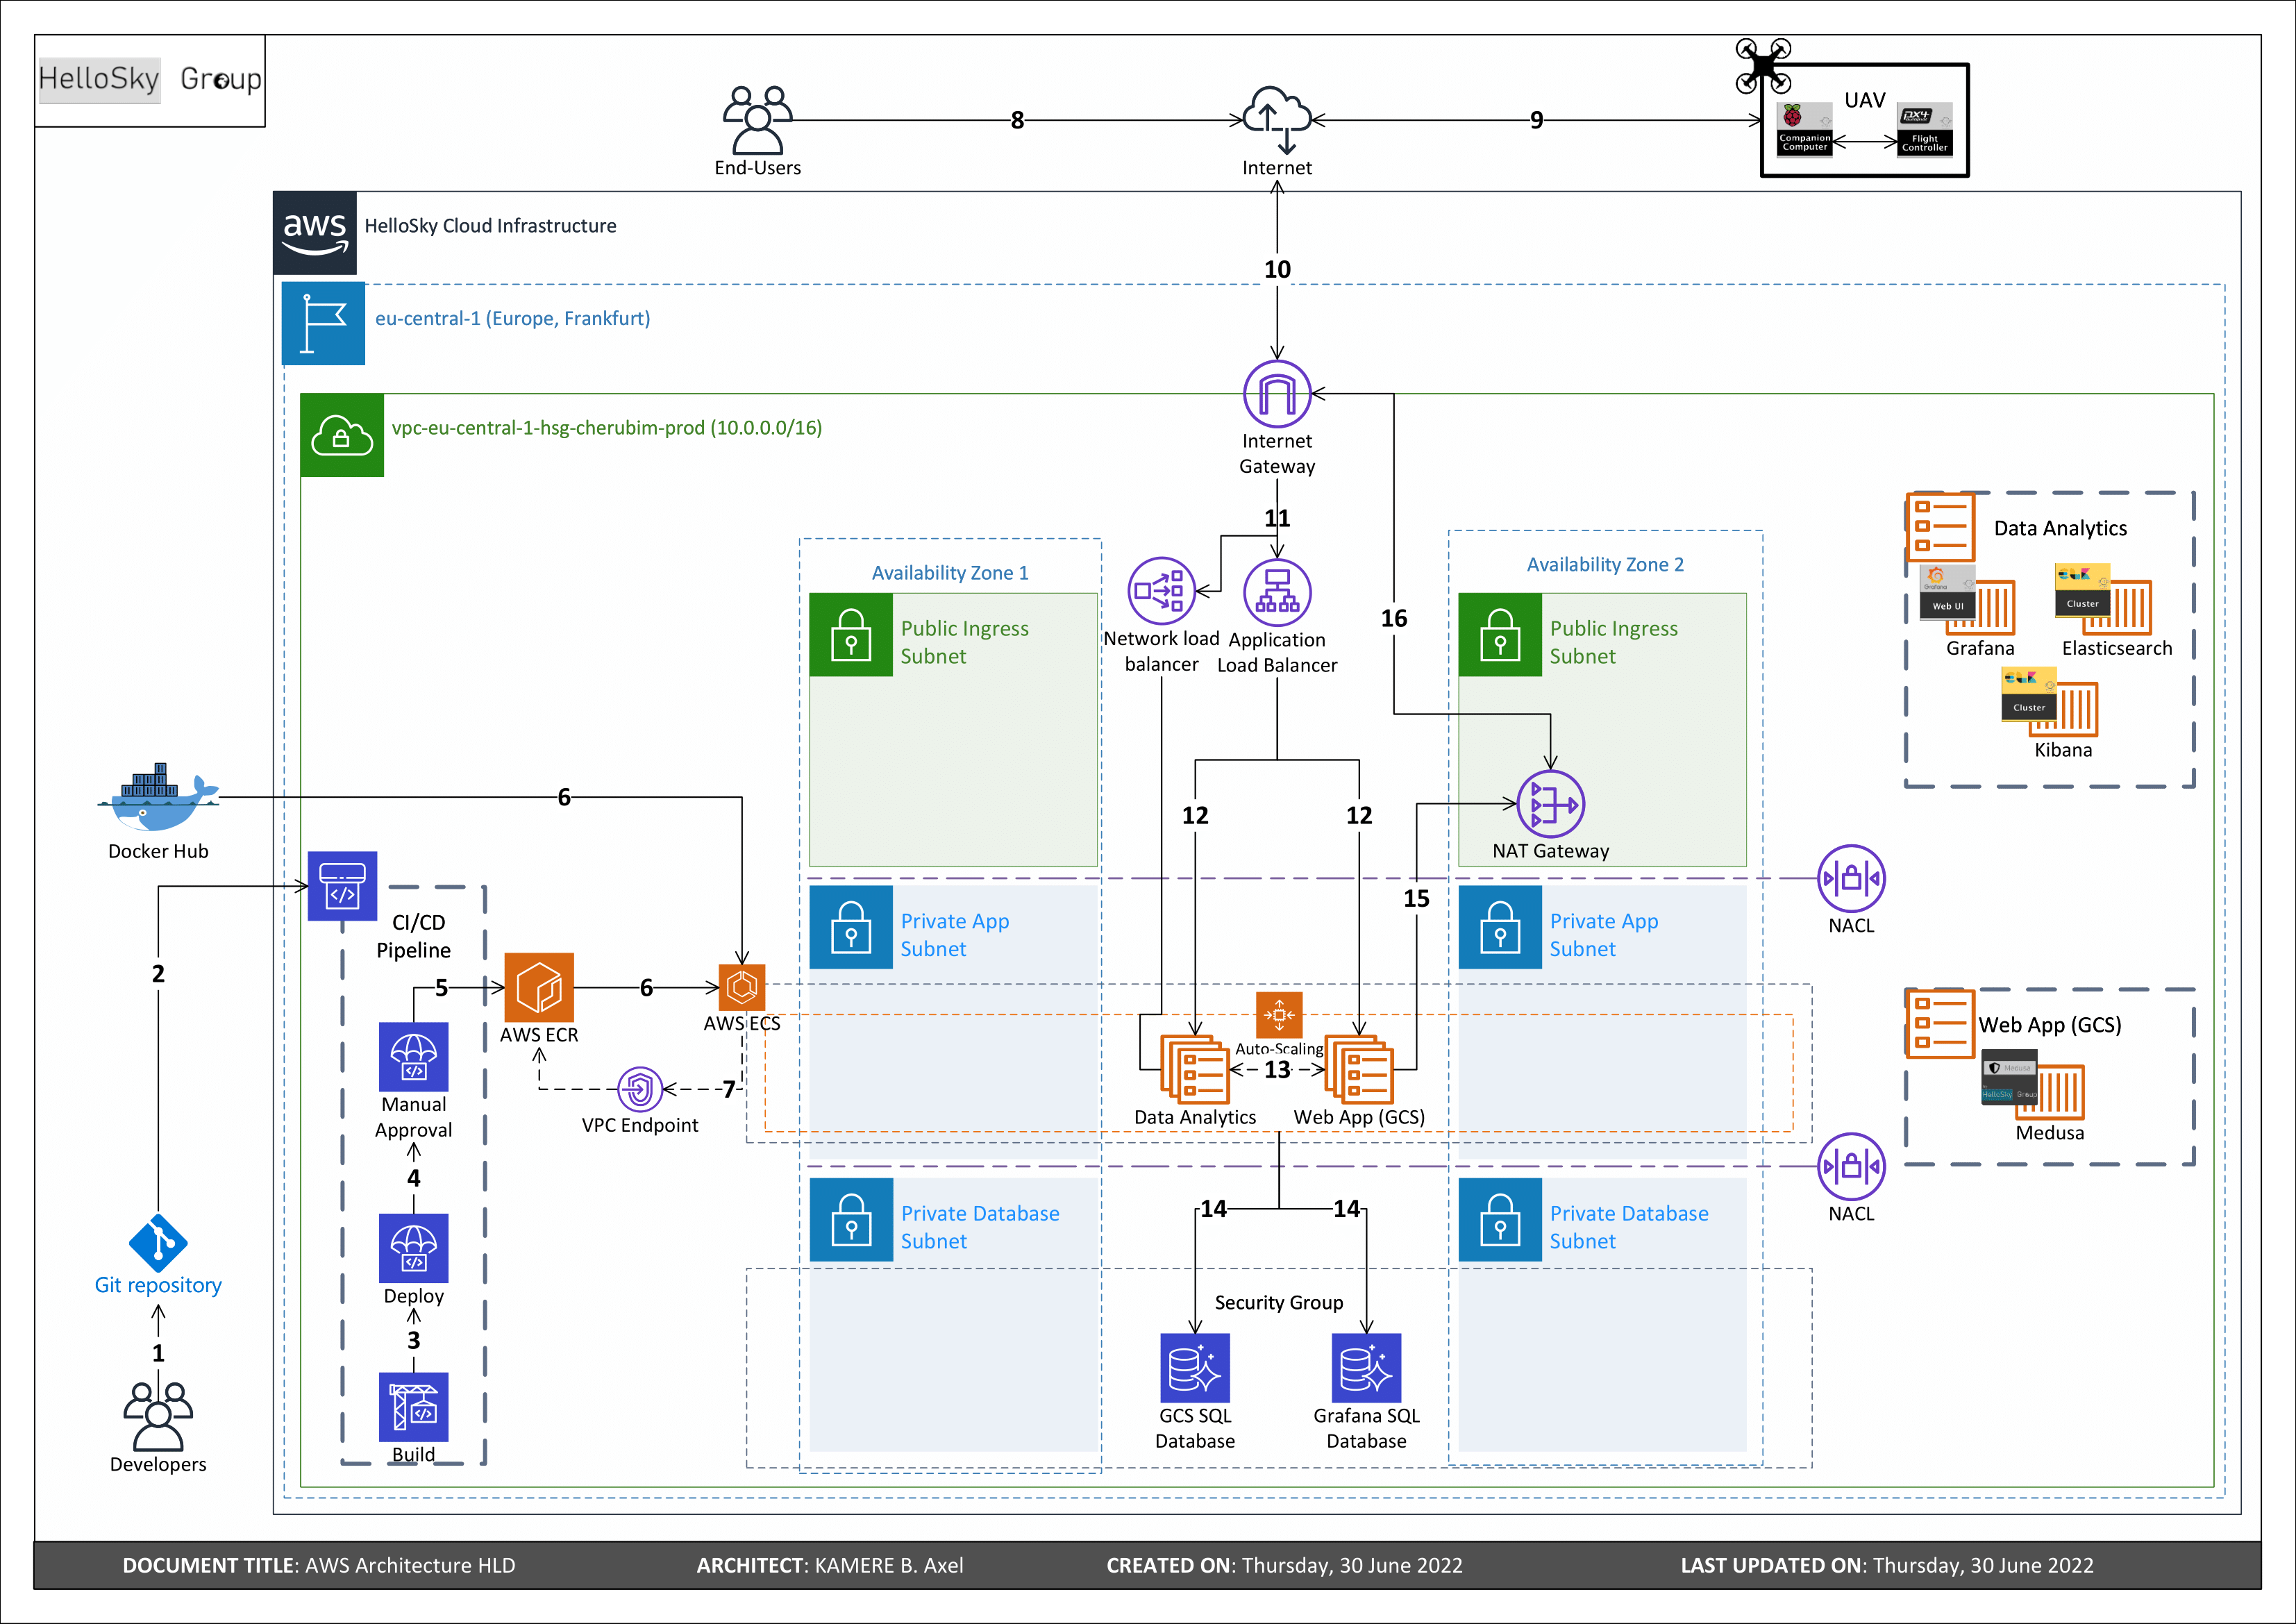 HelloSky Group
End-Users
8
Internet
9
UAV
Companion
Computer
PX4
Flight
Controller
aws
HelloSky Cloud Infrastructure
10
eu-central-1 (Europe, Frankfurt)
vpc-eu-central-1-hsg-cherubim-prod (10.0.0.0/16)
Internet
Gateway
11
Availability Zone 1
Public Ingress
Subnet
Network load
balancer
Application
Load Balancer
16
Availability Zone 2
Public Ingress
Subnet
Data Analytics
Grafana
Web UI
Grafana
Cluster
Elasticsearch
Cluster
Kibana
Docker Hub
6
12
12
NAT Gateway
15
NACL
2
CI/CD
Pipeline
5
AWS ECR
6
AWS ECS
7
VPC Endpoint
Private App
Subnet
Private App
Subnet
Auto-Scaling
13
Data Analytics
Web App (GCS)
Web App (GCS)
Medusa
HelloSky Group
Medusa
Manual
Approval
4
Deploy
3
Build
Git repository
1
Developers
NACL
Private Database
Subnet
14
14
Private Database
Subnet
Security Group
GCS SQL
Database
Grafana SQL
Database
DOCUMENT TITLE: AWS Architecture HLD
ARCHITECT: KAMERE B. Axel
CREATED ON: Thursday, 30 June 2022
LAST UPDATED ON: Thursday, 30 June 2022